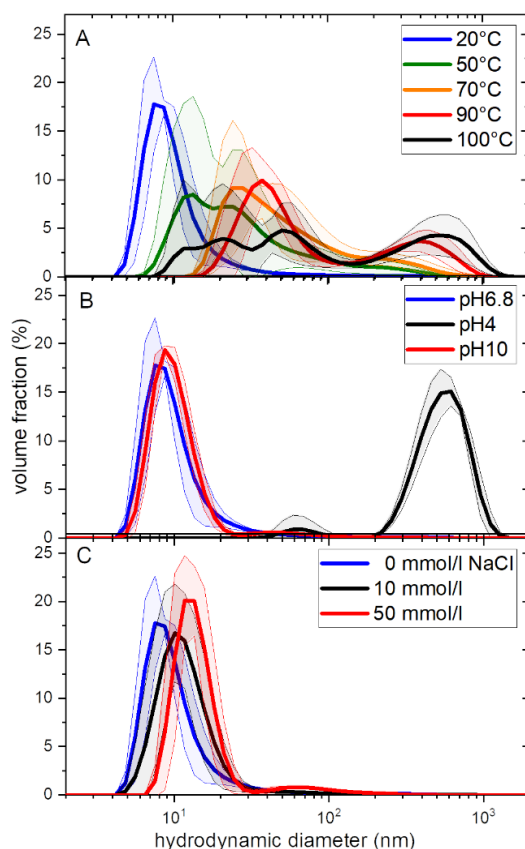 A
20°C
50°C
70°C
90°C
100°C
25
20
15
10
5
0
B
pH6.8
pH4
pH10
25
20
15
10
5
0
volume fraction (%)
C
0 mmol/l NaCl
10 mmol/l
50 mmol/l
25
20
15
10
5
0
10¹ 10² 10³
hydrodynamic diameter (nm)